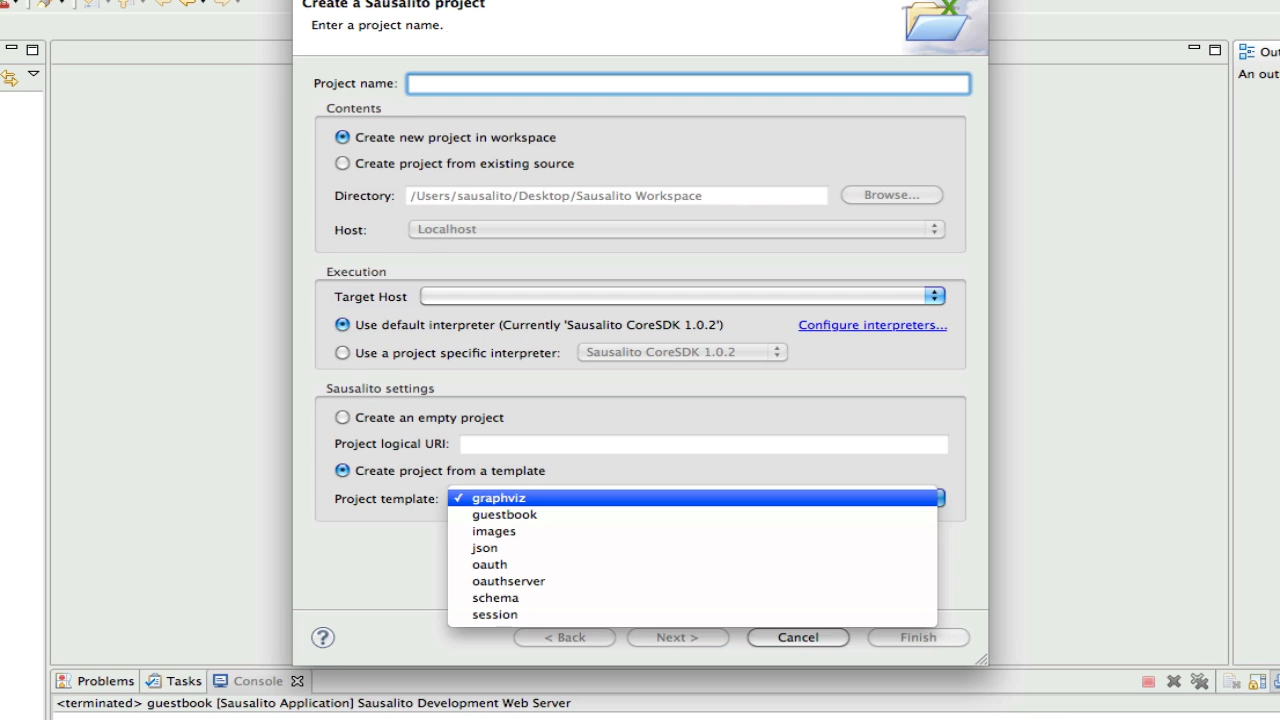 Create a Sausalito project
Enter a project name.
Out
An out
Project name:
Contents
Create new project in workspace
Create project from existing source
Directory: /Users/sausalito/Desktop/Sausalito Workspace Browse...
Host: Localhost
Execution
Target Host
Use default interpreter (Currently 'Sausalito CoreSDK 1.0.2') Configure interpreters...
Use a project specific interpreter: Sausalito CoreSDK 1.0.2
Sausalito settings
Create an empty project
Project logical URI:
Create project from a template
Project template: ✓ graphviz
guestbook
images
json
oauth
oauthserver
schema
session
? < Back Next > Cancel Finish
Problems Tasks Console
<terminated> guestbook [Sausalito Application] Sausalito Development Web Server